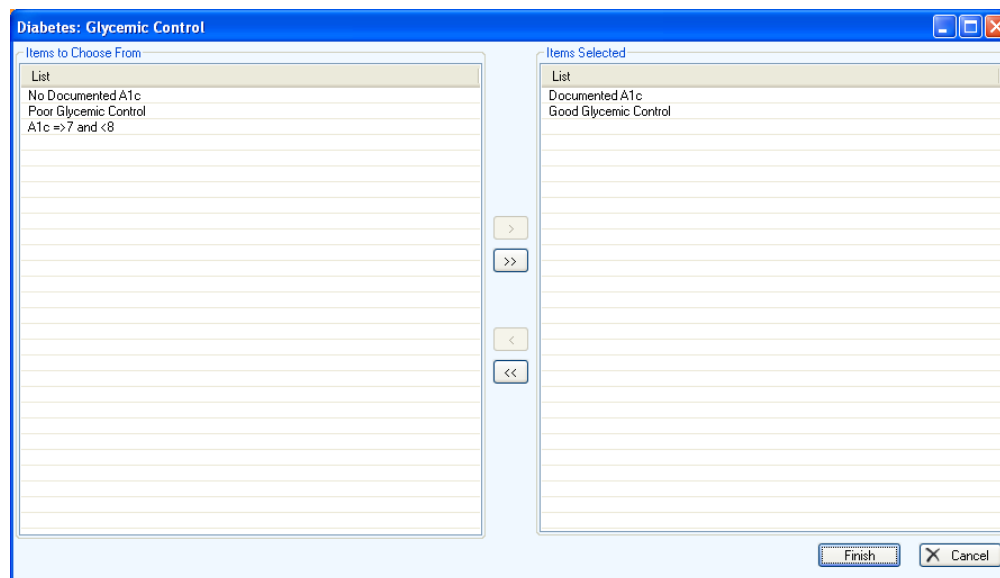 Diabetes: Glycemic Control
Items to Choose From
List
No Documented A1c
Poor Glycemic Control
A1c =>7 and <8
>
>>
<
<<
Items Selected
List
Documented A1c
Good Glycemic Control
Finish
Cancel